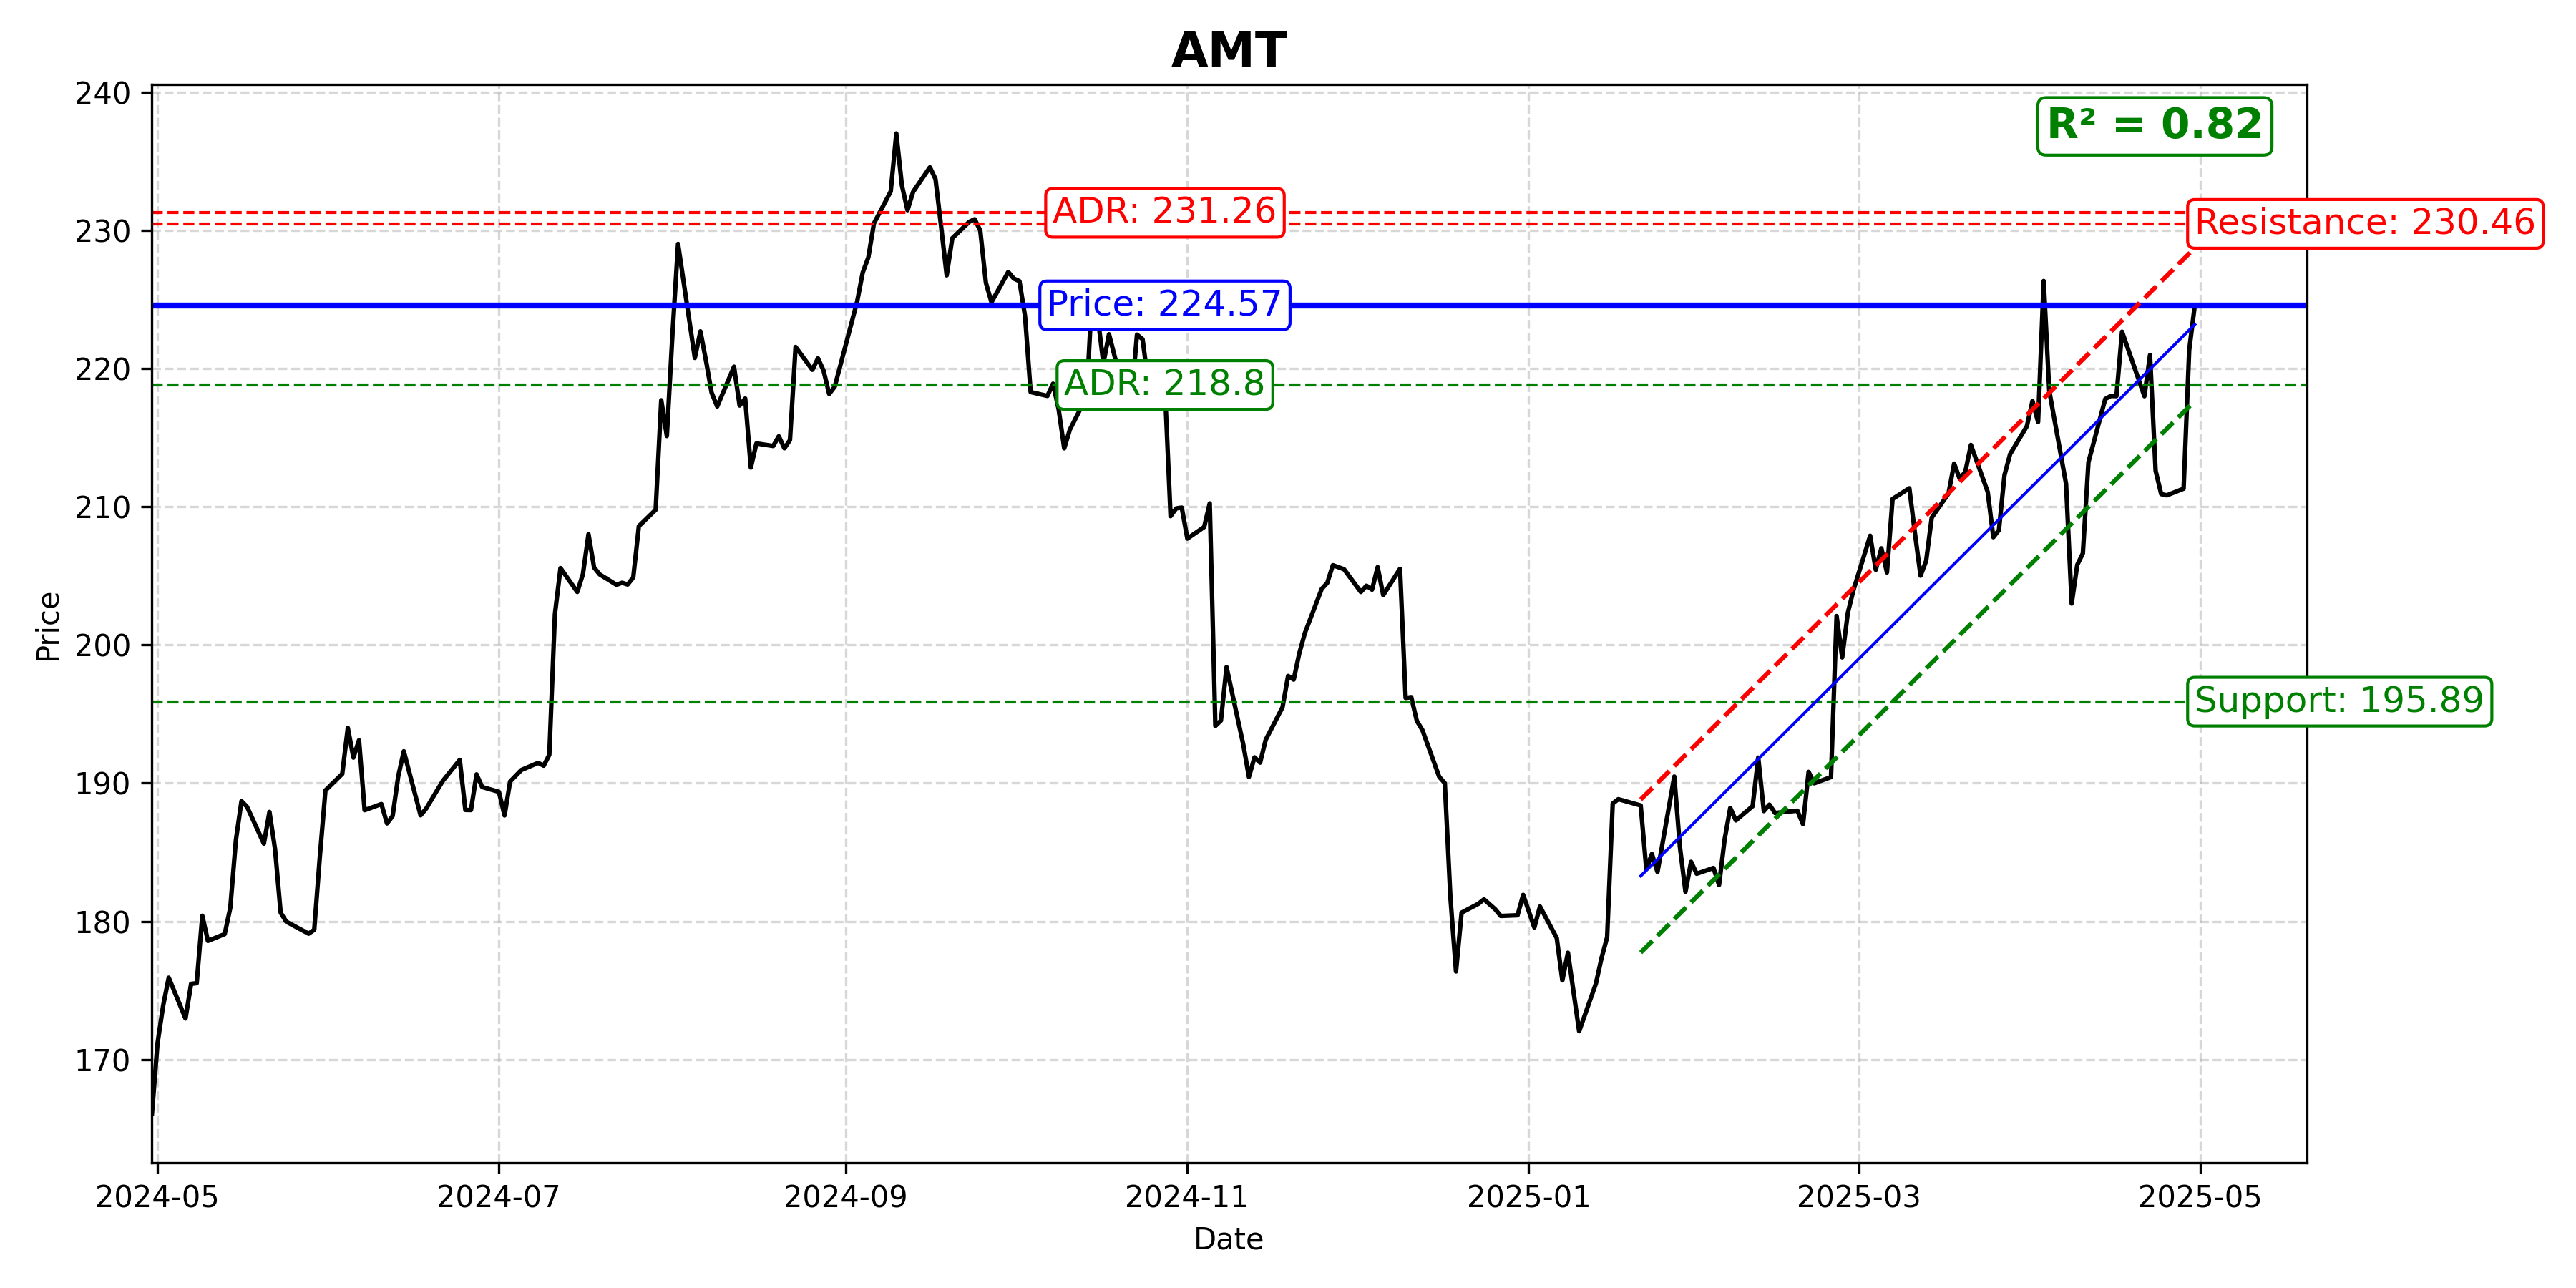 AMT
240
230
220
210
200
190
180
170
Price
R² = 0.82
ADR: 231.26
Resistance: 230.46
Price: 224.57
ADR: 218.8
Support: 195.89
2024-05
2024-07
2024-09
2024-11
2025-01
2025-03
2025-05
Date